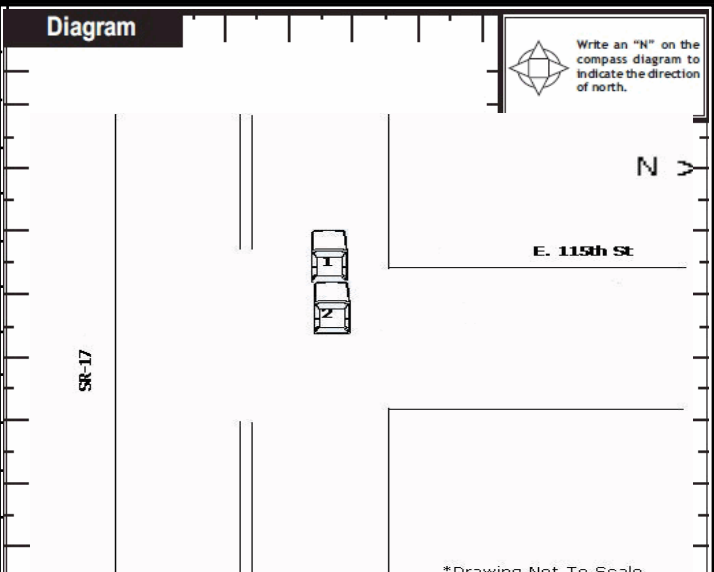 Diagram
Write an “N” on the
compass diagram to
indicate the direction
of north.
N >
E. 115th St
1
2
SR-17
*Drawing Not To Scale